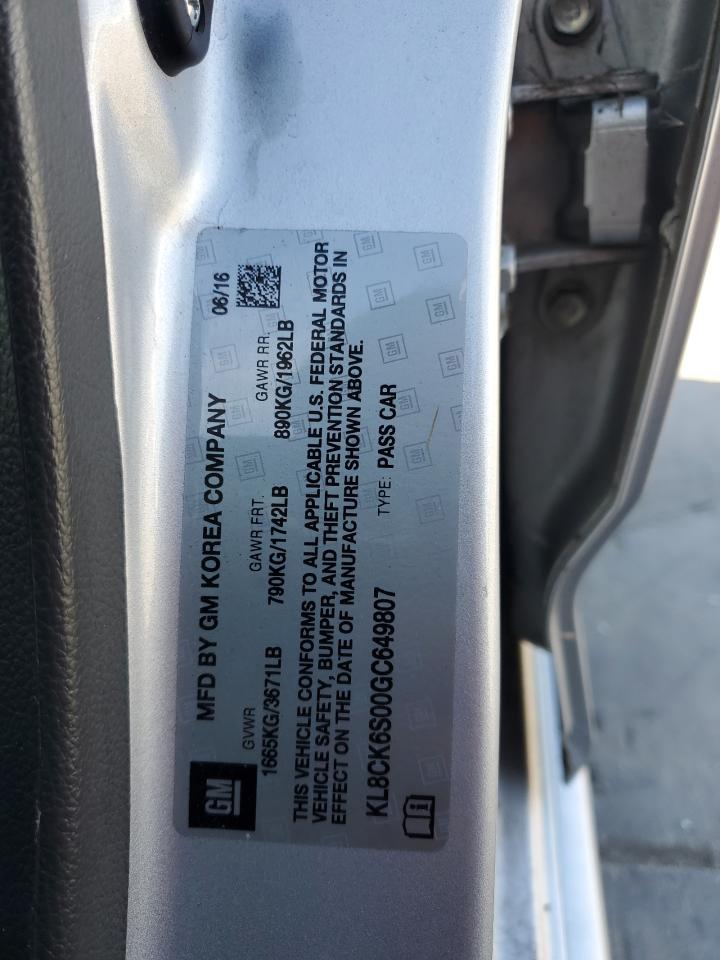 GM
MFD BY GM KOREA COMPANY 06/16
GVWR GAWR FRT. GAWR RR.
1665KG/3671LB 790KG/1742LB 890KG/1962LB
THIS VEHICLE CONFORMS TO ALL APPLICABLE U.S. FEDERAL MOTOR
VEHICLE SAFETY, BUMPER, AND THEFT PREVENTION STANDARDS IN
EFFECT ON THE DATE OF MANUFACTURE SHOWN ABOVE.
KL8CK6S00GC649807 TYPE: PASS CAR